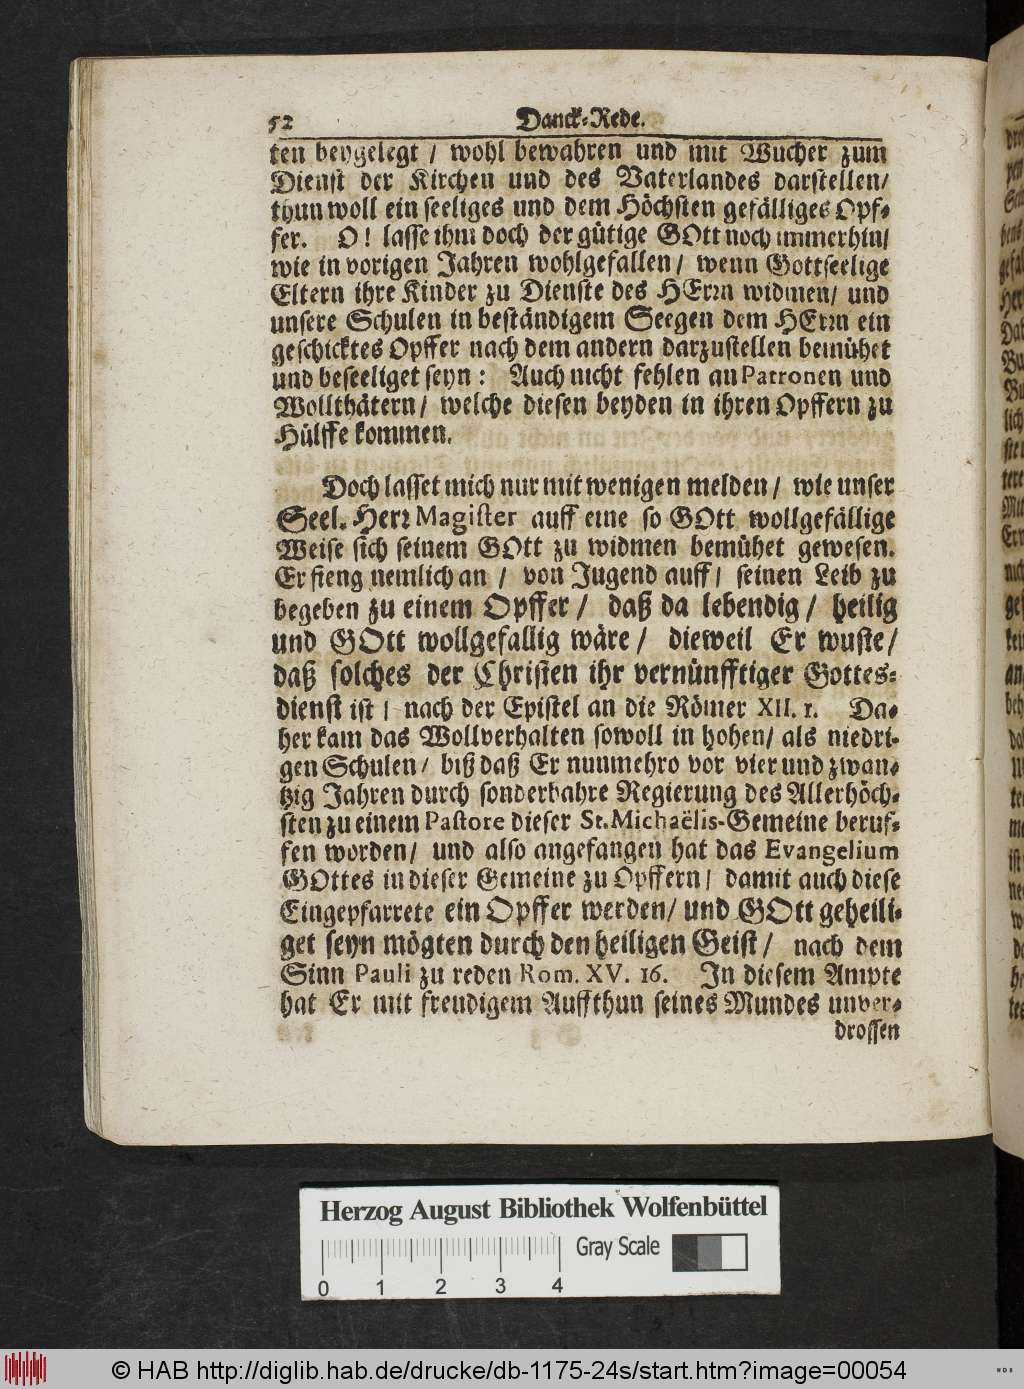 52 Danck-Rede.
ten beygelegt / wohl bewahren und mit Wucher zum
Dienst der Kirchen und des Vaterlandes darstellen/
thun woll ein seeliges und dem Höchsten gefälliges Opf-
fer. O! lasse ihm doch der gütige GOtt noch immerhin/
wie in vorigen Jahren wohlgefallen / wenn Gottseelige
Eltern ihre Kinder zu Dienste des HErrn widmen/ und
unsere Schulen in beständigem Seegen dem HErrn ein
geschicktes Opffer nach dem andern darzustellen bemühet
und beseeliget seyn: Auch nicht fehlen an Patronen und
Wollthätern/ welche diesen beyden in ihren Opffern zu
Hülffe kommen.
Doch lasset mich nur mit wenigen melden/ wie unser
Seel. Herr Magister auff eine so GOtt wollgefällige
Weise sich seinem GOtt zu widmen bemühet gewesen.
Er fieng nemlich an / von Jugend auff/ seinen Leib zu
begeben zu einem Opffer/ daß da lebendig/ heilig
und GOtt wollgefallig wäre/ dieweil Er wuste/
daß solches der Christen ihr vernünfftiger Gottes-
dienst ist / nach der Epistel an die Römer XII. 1. Da-
her kam das Wollverhalten sowoll in hohen/ als niedri-
gen Schulen/ biß daß Er nunmehro vor vier und zwan-
tzig Jahren durch sonderbahre Regierung des Allerhöch-
sten zu einem Pastore dieser St. Michaëlis-Gemeine beruf-
fen worden/ und also angefangen hat das Evangelium
GOttes in dieser Gemeine zu Opffern/ damit auch diese
Eingepfarrete ein Opffer werden/ und GOtt geheili-
get seyn mögten durch den heiligen Geist/ nach dem
Sinn Pauli zu reden Rom. XV. 16. In diesem Ampte
hat Er mit freudigem Auffthun seines Mundes unver-
drossen
Herzog August Bibliothek Wolfenbüttel
Gray Scale
0 1 2 3 4
© HAB http://diglib.hab.de/drucke/db-1175-24s/start.htm?image=00054